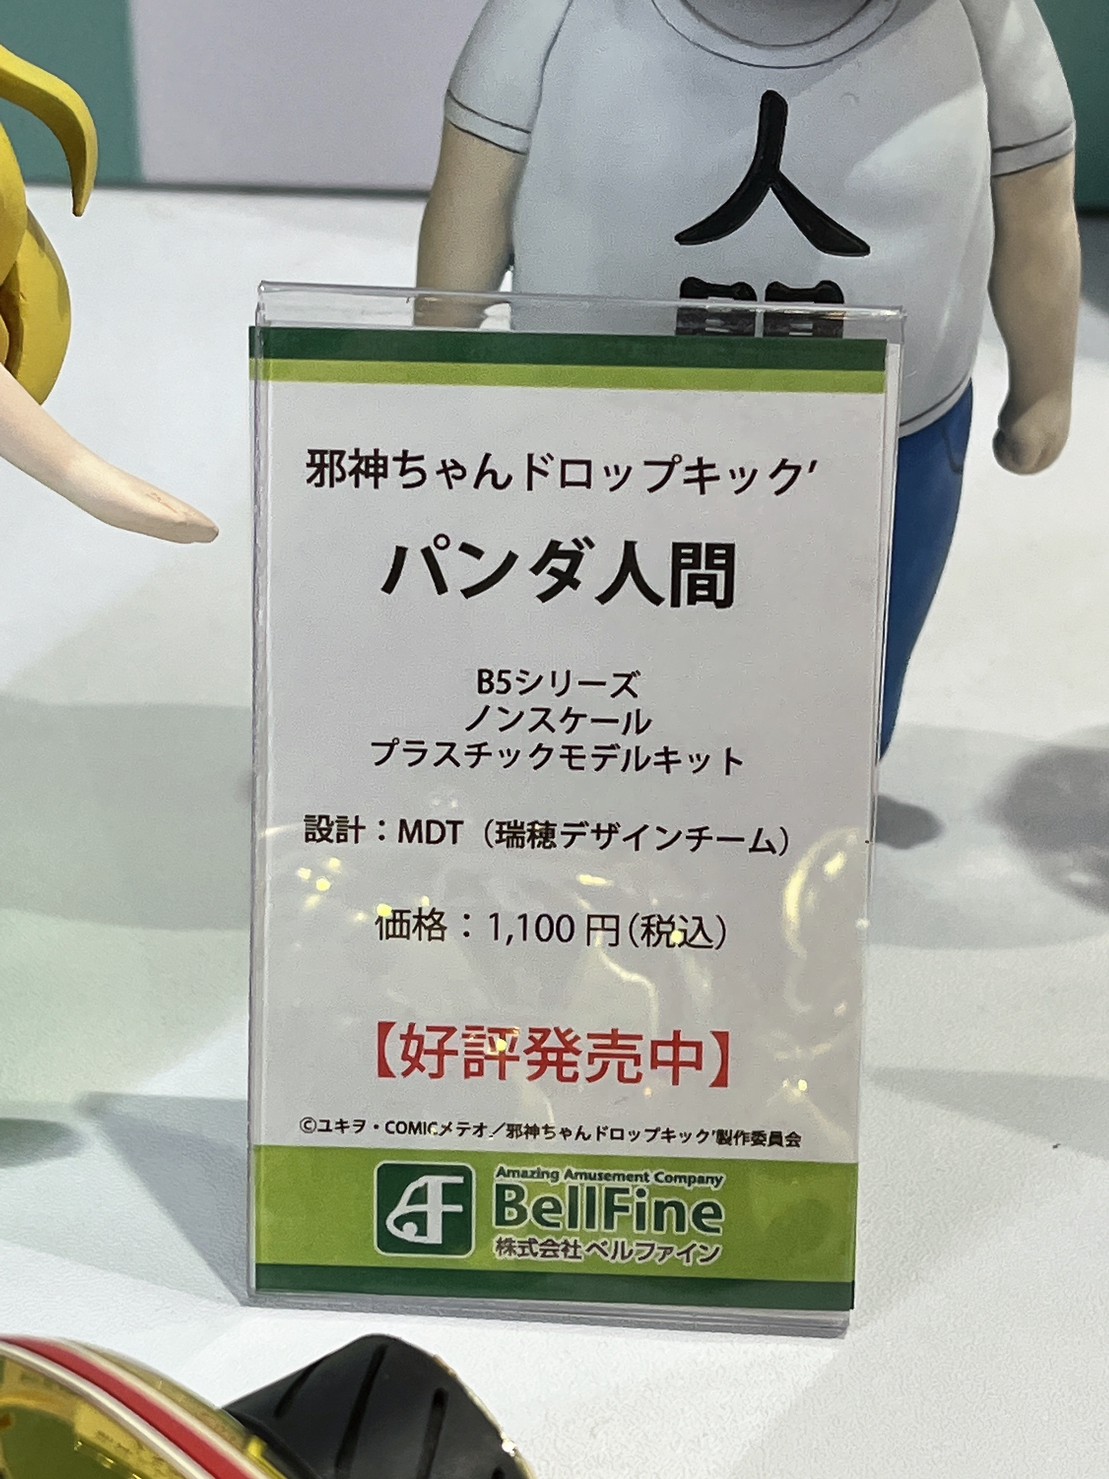 人
邪神ちゃんドロップキック’
パンダ人間
B5シリーズ
ノンスケール
プラスチックモデルキット
設計：MDT（瑞穂デザインチーム）
価格：1,100円（税込）
【好評発売中】
©ユキヲ・COMICメテオ／邪神ちゃんドロップキック’製作委員会
Amazing Amusement Company
BellFine
株式会社ベルファイン